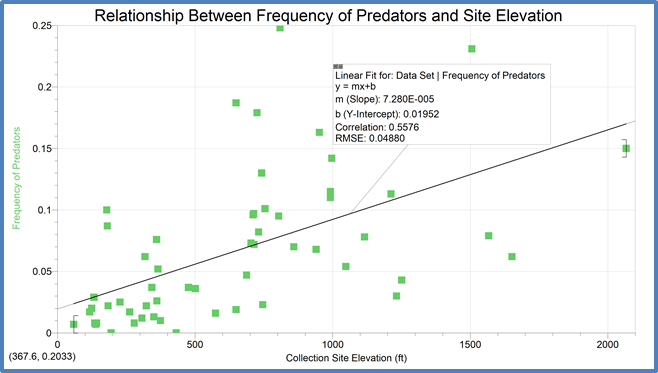 Relationship Between Frequency of Predators and Site Elevation
0.25
0.2
0.15
0.1
0.05
0
Frequency of Predators
Linear Fit for: Data Set | Frequency of Predators
y = mx+b
m (Slope): 7.280E-005
b (Y-Intercept): 0.01952
Correlation: 0.5576
RMSE: 0.04880
0 500 1000 1500 2000
(367.6, 0.2033)
Collection Site Elevation (ft)